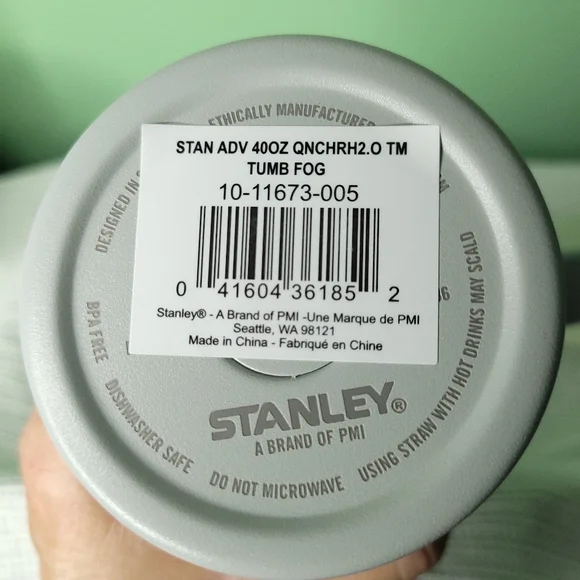 STAN ADV 40OZ QNCHRH2.O TM
TUMB FOG
10-11673-005
0 41604 36185 2
Stanley® - A Brand of PMI -Une Marque de PMI
Seattle, WA 98121
Made in China - Fabriqué en Chine
ETHICALLY MANUFACTURED
DESIGNED IN
BPA FREE
DISHWASHER SAFE
DO NOT MICROWAVE
USING STRAW WITH HOT DRINKS MAY SCALD
STANLEY®
A BRAND OF PMI